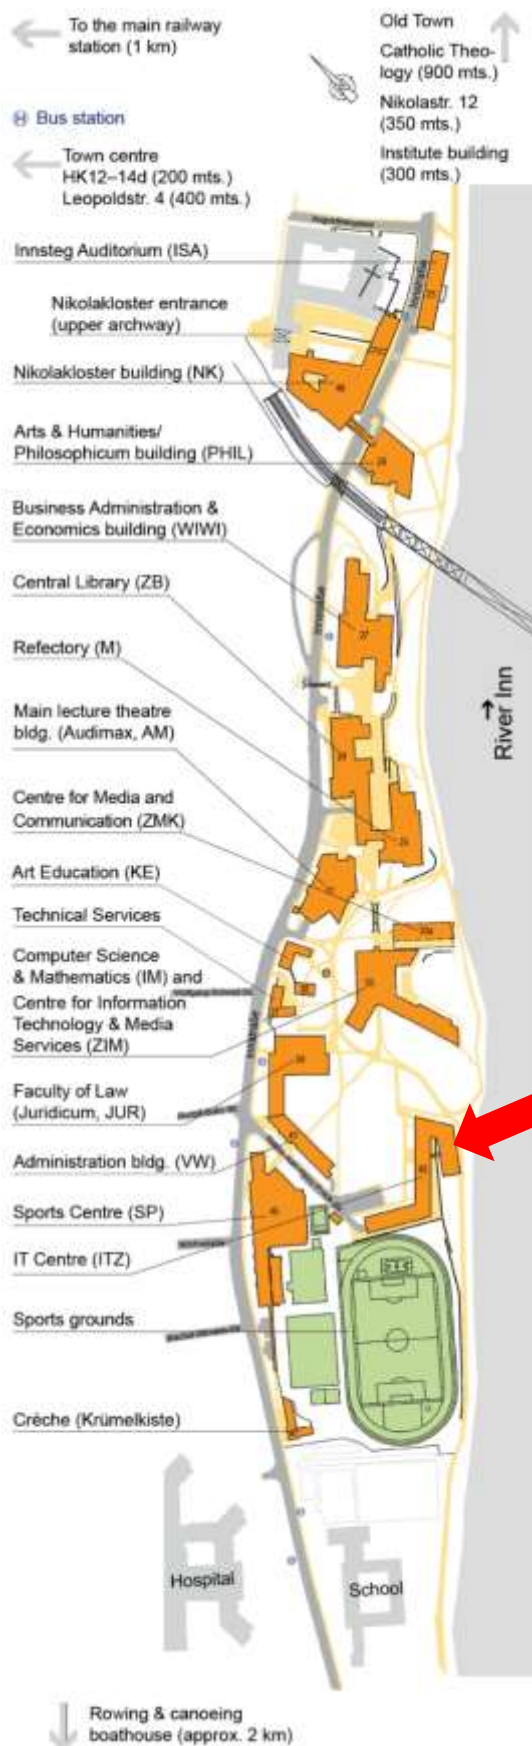 To the main railway
station (1 km)
Old Town
Catholic Theo-
logy (900 mts.)
Nikolastr. 12
(350 mts.)
Institute building
(300 mts.)
H Bus station
Town centre
HK12–14d (200 mts.)
Leopoldstr. 4 (400 mts.)
Innsteg Auditorium (ISA)
Nikolakloster entrance
(upper archway)
Nikolakloster building (NK)
Arts & Humanities/
Philosophicum building (PHIL)
Business Administration &
Economics building (WIWI)
Central Library (ZB)
Refectory (M)
Main lecture theatre
bldg. (Audimax, AM)
Centre for Media and
Communication (ZMK)
Art Education (KE)
Technical Services
Computer Science
& Mathematics (IM) and
Centre for Information
Technology & Media
Services (ZIM)
Faculty of Law
(Juridicum, JUR)
Administration bldg. (VW)
Sports Centre (SP)
IT Centre (ITZ)
Sports grounds
Crèche (Krümelkiste)
River Inn
Innstraße
Innstraße
Innstraße
40
27
Hospital
School
Rowing & canoeing
boathouse (approx. 2 km)